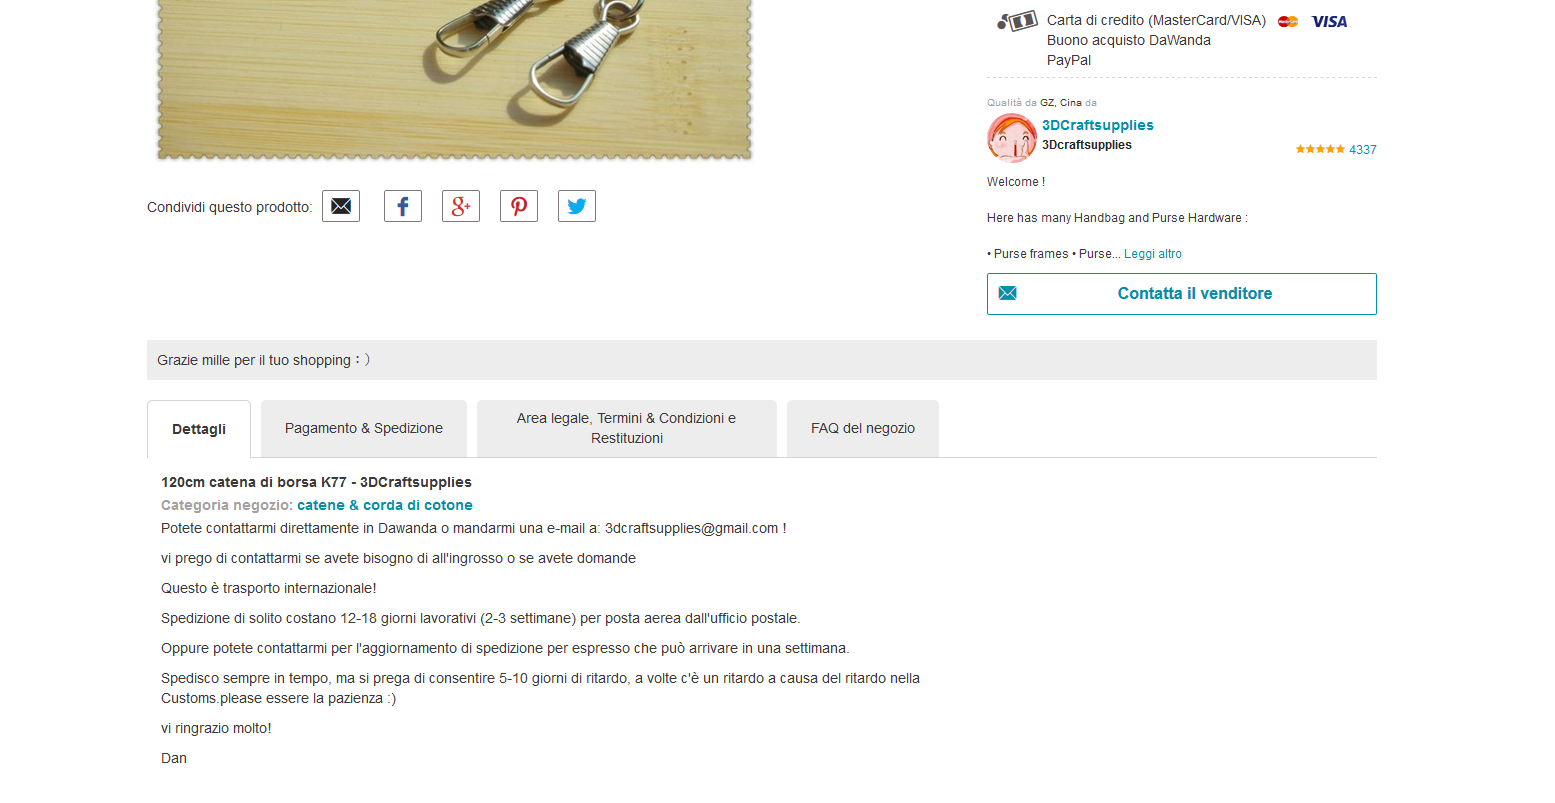 Carta di credito (MasterCard/VISA) MasterCard VISA
Buono acquisto DaWanda
PayPal
Qualità da GZ, Cina da
3DCraftsupplies
3Dcraftsupplies
4337
Welcome !
Here has many Handbag and Purse Hardware :
• Purse frames • Purse... Leggi altro
Contatta il venditore
Condividi questo prodotto:
Grazie mille per il tuo shopping：）
Dettagli
Pagamento & Spedizione
Area legale, Termini & Condizioni e
Restituzioni
FAQ del negozio
120cm catena di borsa K77 - 3DCraftsupplies
Categoria negozio: catene & corda di cotone
Potete contattarmi direttamente in Dawanda o mandarmi una e-mail a: 3dcraftsupplies@gmail.com !
vi prego di contattarmi se avete bisogno di all'ingrosso o se avete domande
Questo è trasporto internazionale!
Spedizione di solito costano 12-18 giorni lavorativi (2-3 settimane) per posta aerea dall'ufficio postale.
Oppure potete contattarmi per l'aggiornamento di spedizione per espresso che può arrivare in una settimana.
Spedisco sempre in tempo, ma si prega di consentire 5-10 giorni di ritardo, a volte c'è un ritardo a causa del ritardo nella
Customs.please essere la pazienza :)
vi ringrazio molto!
Dan